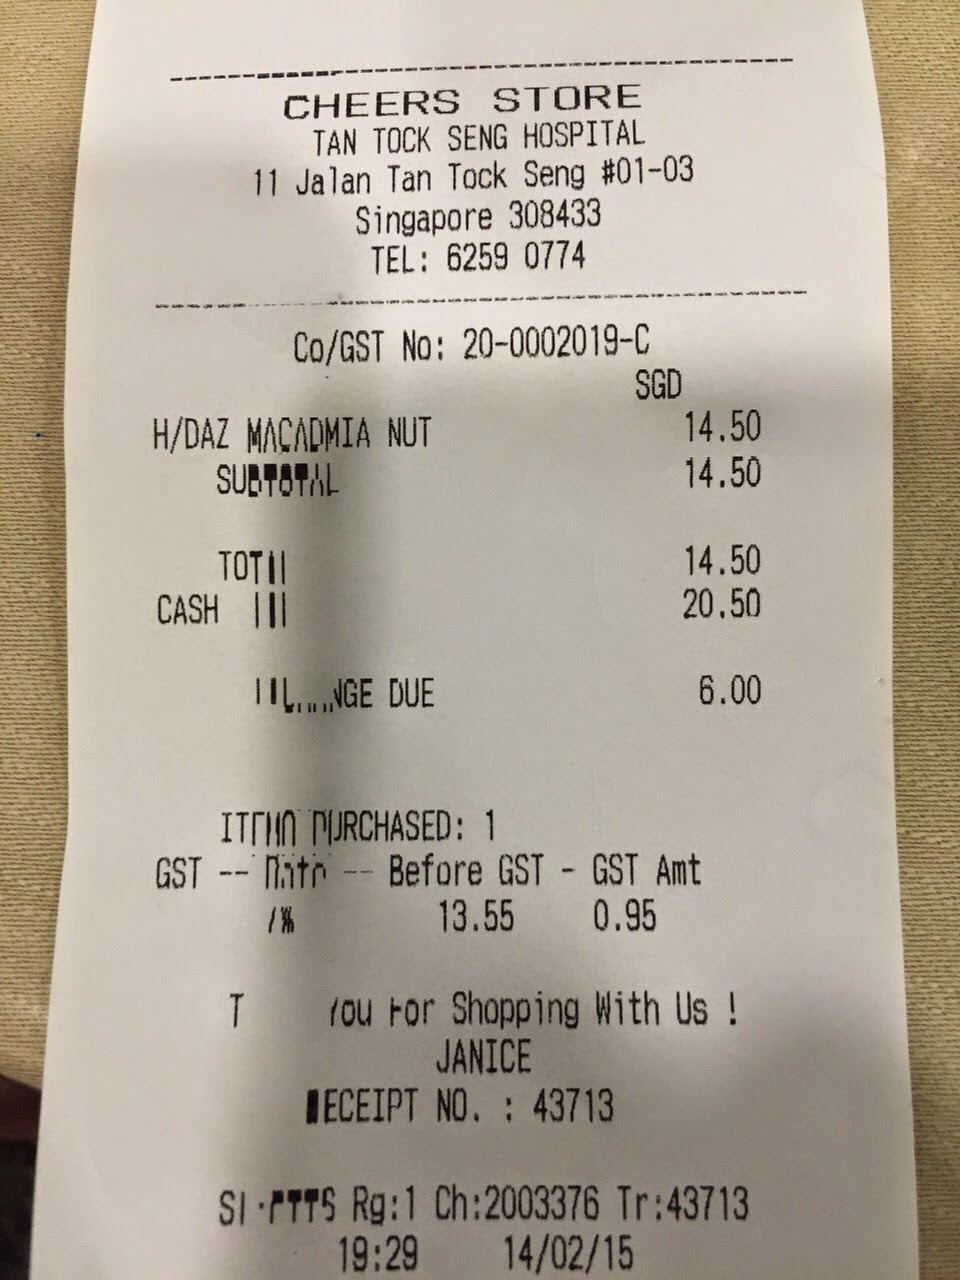 CHEERS STORE
TAN TOCK SENG HOSPITAL
11 Jalan Tan Tock Seng #01-03
Singapore 308433
TEL: 6259 0774
Co/GST No: 20-0002019-C
SGD
H/DAZ MACADMIA NUT 14.50
SUBTOTAL 14.50
14.50
CASH 20.50
DUE 6.00
PURCHASED: 1
GST -- Rate -- Before GST - GST Amt
13.55 0.95
You For Shopping With Us !
JANICE
RECEIPT NO. : 43713
Rg:1 Ch:2003376 Tr:43713
19:29 14/02/15